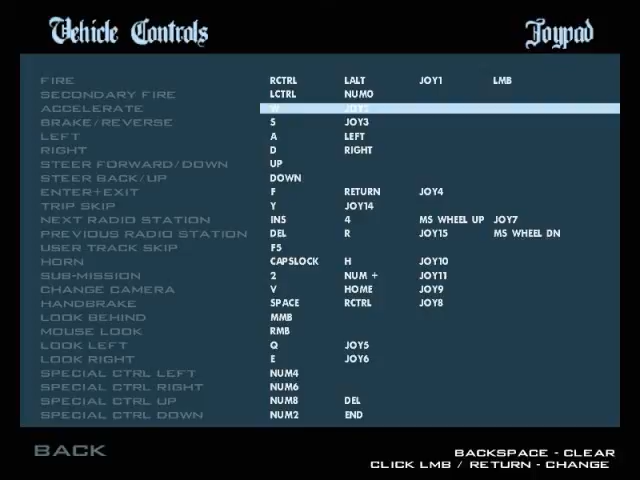 Vehicle Controls Joypad
FIRE RCTRL LALT JOY1 LMB
SECONDARY FIRE LCTRL NUM0
ACCELERATE W
BRAKE/REVERSE S JOY3
LEFT A LEFT
RIGHT D RIGHT
STEER FORWARD/DOWN UP
STEER BACK/UP DOWN
ENTER+EXIT F RETURN JOY4
TRIP SKIP Y JOY14
NEXT RADIO STATION INS 4 MS WHEEL UP JOY7
PREVIOUS RADIO STATION DEL R JOY15 MS WHEEL DN
USER TRACK SKIP F5
HORN CAPSLOCK H JOY10
SUB-MISSION 2 NUM + JOY11
CHANGE CAMERA V HOME JOY9
HANDBRAKE SPACE RCTRL JOY8
LOOK BEHIND MMB
MOUSE LOOK RMB
LOOK LEFT Q JOY5
LOOK RIGHT E JOY6
SPECIAL CTRL LEFT NUM4
SPECIAL CTRL RIGHT NUM6
SPECIAL CTRL UP NUM8 DEL
SPECIAL CTRL DOWN NUM2 END
BACK
BACKSPACE - CLEAR
CLICK LMB / RETURN - CHANGE